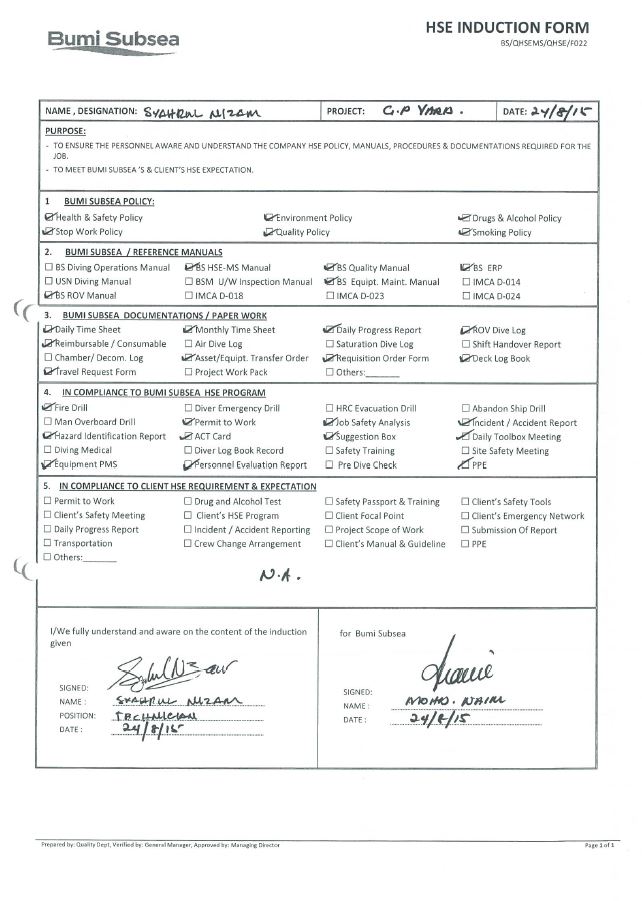 Bumi Subsea
HSE INDUCTION FORM
BS/QHSEMS/QHSE/F022
NAME, DESIGNATION: SYAHRUL NIZAM PROJECT: G.P YARD. DATE: 24/8/15
PURPOSE:
- TO ENSURE THE PERSONNEL AWARE AND UNDERSTAND THE COMPANY HSE POLICY, MANUALS, PROCEDURES & DOCUMENTATIONS REQUIRED FOR THE
JOB.
- TO MEET BUMI SUBSEA 'S & CLIENT'S HSE EXPECTATION.
1 BUMI SUBSEA POLICY:
☑ Health & Safety Policy ☑ Environment Policy ☑ Drugs & Alcohol Policy
☑ Stop Work Policy ☑ Quality Policy ☑ Smoking Policy
2. BUMI SUBSEA / REFERENCE MANUALS
☐ BS Diving Operations Manual ☑ BS HSE-MS Manual ☑ BS Quality Manual ☑ BS ERP
☐ USN Diving Manual ☐ BSM U/W Inspection Manual ☑ BS Equipt. Maint. Manual ☐ IMCA D-014
☑ BS ROV Manual ☐ IMCA D-018 ☐ IMCA D-023 ☐ IMCA D-024
3. BUMI SUBSEA DOCUMENTATIONS / PAPER WORK
☑ Daily Time Sheet ☑ Monthly Time Sheet ☑ Daily Progress Report ☑ ROV Dive Log
☑ Reimbursable / Consumable ☐ Air Dive Log ☐ Saturation Dive Log ☐ Shift Handover Report
☐ Chamber/ Decom. Log ☑ Asset/Equipt. Transfer Order ☑ Requisition Order Form ☑ Deck Log Book
☑ Travel Request Form ☐ Project Work Pack ☐ Others:______
4. IN COMPLIANCE TO BUMI SUBSEA HSE PROGRAM
☑ Fire Drill ☐ Diver Emergency Drill ☐ HRC Evacuation Drill ☐ Abandon Ship Drill
☐ Man Overboard Drill ☑ Permit to Work ☑ Job Safety Analysis ☑ Incident / Accident Report
☑ Hazard Identification Report ☑ ACT Card ☑ Suggestion Box ☑ Daily Toolbox Meeting
☐ Diving Medical ☐ Diver Log Book Record ☐ Safety Training ☐ Site Safety Meeting
☑ Equipment PMS ☑ Personnel Evaluation Report ☐ Pre Dive Check ☑ PPE
5. IN COMPLIANCE TO CLIENT HSE REQUIREMENT & EXPECTATION
☐ Permit to Work ☐ Drug and Alcohol Test ☐ Safety Passport & Training ☐ Client's Safety Tools
☐ Client's Safety Meeting ☐ Client's HSE Program ☐ Client Focal Point ☐ Client's Emergency Network
☐ Daily Progress Report ☐ Incident / Accident Reporting ☐ Project Scope of Work ☐ Submission Of Report
☐ Transportation ☐ Crew Change Arrangement ☐ Client's Manual & Guideline ☐ PPE
☐ Others:______
N.A.
I/We fully understand and aware on the content of the induction
given
SIGNED:
NAME : SYAHRUL NIZAM
POSITION: TECHNICIAN
DATE : 24/8/15
for Bumi Subsea
SIGNED:
NAME : MOHD. NAIM
DATE : 24/8/15
Prepared by: Quality Dept, Verified by: General Manager, Approved by: Managing Director
Page 1 of 1